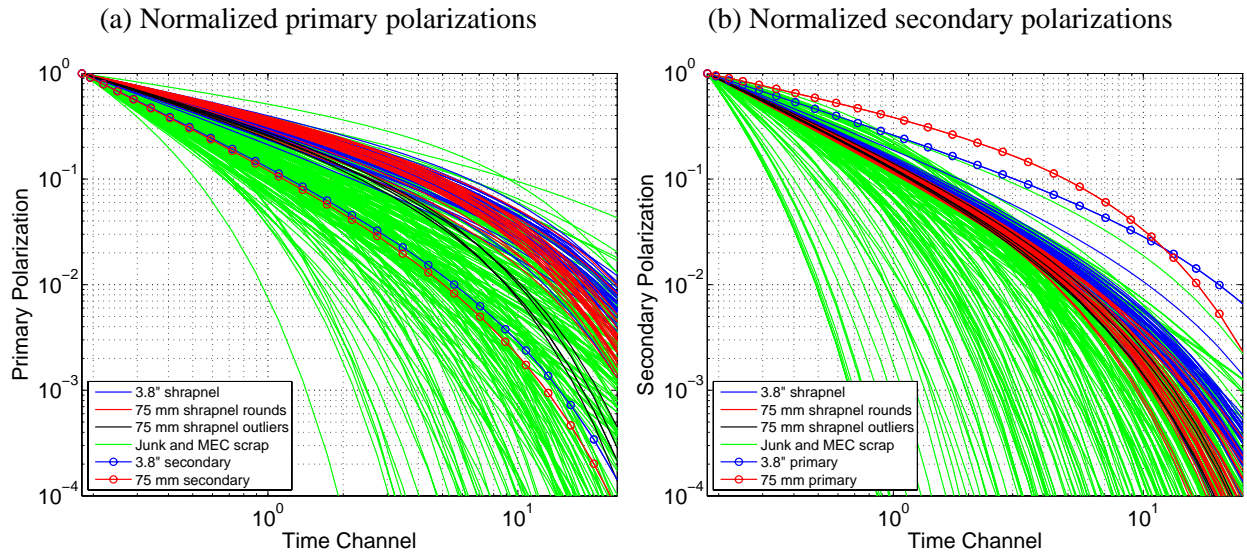 (a) Normalized primary polarizations
10^0
10^-1
10^-2
10^-3
10^-4
Primary Polarization
3.8" shrapnel
75 mm shrapnel rounds
75 mm shrapnel outliers
Junk and MEC scrap
3.8" secondary
75 mm secondary
10^0
10^1
Time Channel
(b) Normalized secondary polarizations
10^0
10^-1
10^-2
10^-3
10^-4
Secondary Polarization
3.8" shrapnel
75 mm shrapnel rounds
75 mm shrapnel outliers
Junk and MEC scrap
3.8" primary
75 mm primary
10^0
10^1
Time Channel